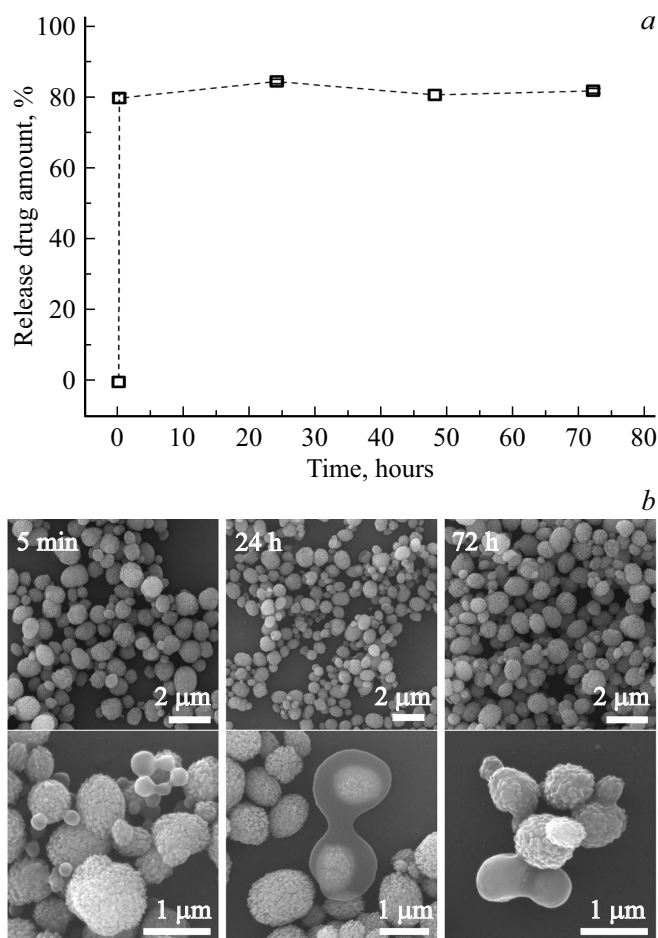 a
100
80
60
40
20
0
Release drug amount, %
0 10 20 30 40 50 60 70 80
Time, hours
b
5 min 24 h 72 h
2 μm 2 μm 2 μm
1 μm 1 μm 1 μm